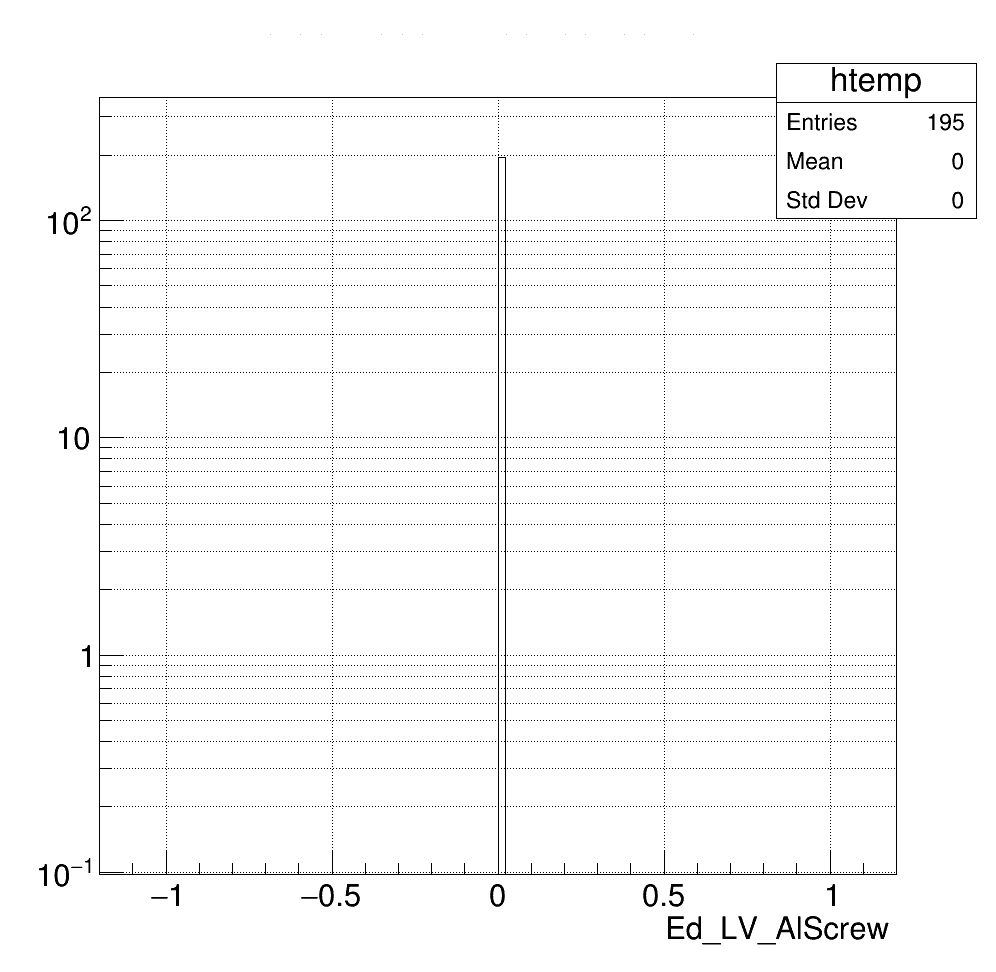 htemp
Entries 195
Mean 0
Std Dev 0
10²
10
1
10⁻¹
−1 −0.5 0 0.5 1
Ed_LV_AlScrew